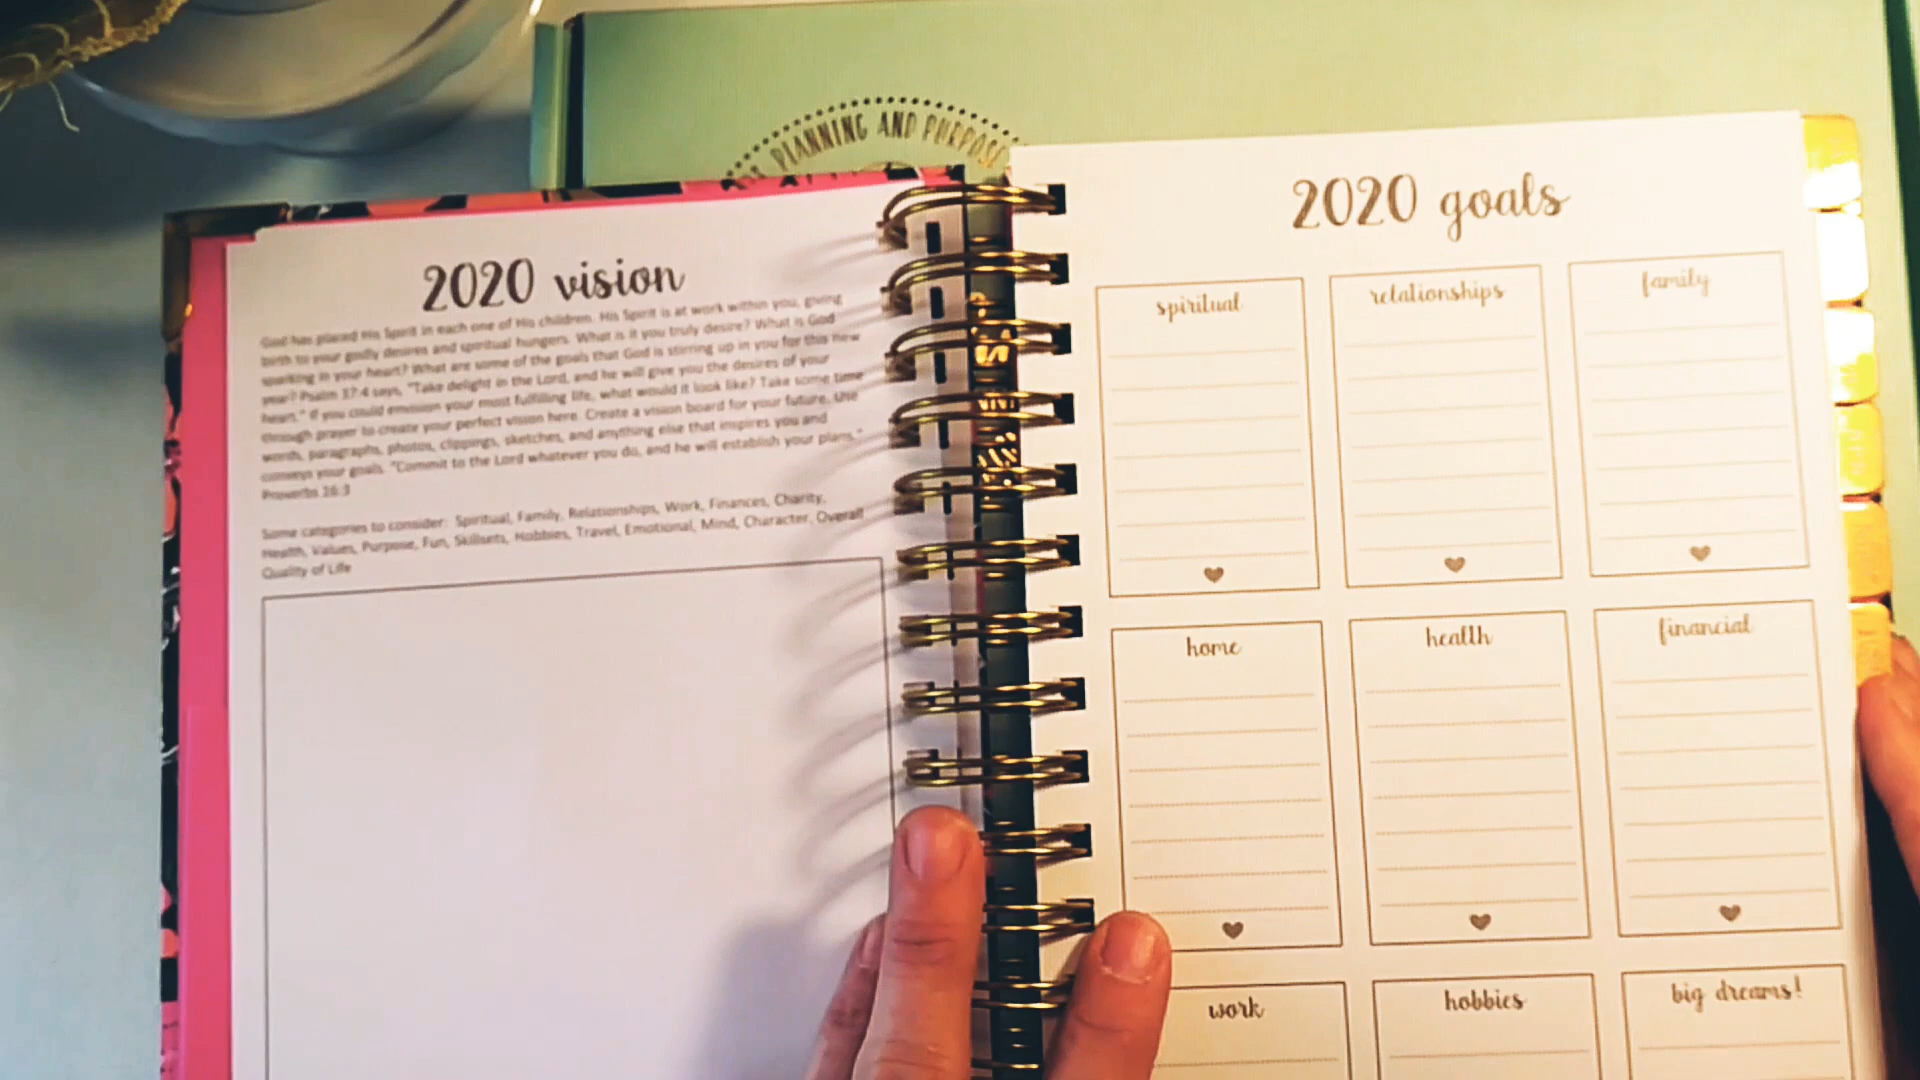 PLANNING AND PURPOSE
2020 vision
God has placed His Spirit in each one of His children. His Spirit is at work within you, giving
birth to your godly desires and spiritual hungers. What is it you truly desire? What is God
sparking in your heart? What are some of the goals that God is stirring up in you for this new
year? Psalm 37:4 says, "Take delight in the Lord, and he will give you the desires of your
heart." If you could envision your most fulfilling life, what would it look like? Take some time
through prayer to create your perfect vision here. Create a vision board for your future. Use
words, paragraphs, photos, clippings, sketches, and anything else that inspires you and
conveys your goals. "Commit to the Lord whatever you do, and he will establish your plans."
Proverbs 16:3
Some categories to consider: Spiritual, Family, Relationships, Work, Finances, Charity,
Health, Values, Purpose, Fun, Skillsets, Hobbies, Travel, Emotional, Mind, Character, Overall
Quality of Life
2020 goals
spiritual
relationships
family
home
health
financial
work
hobbies
big dreams!